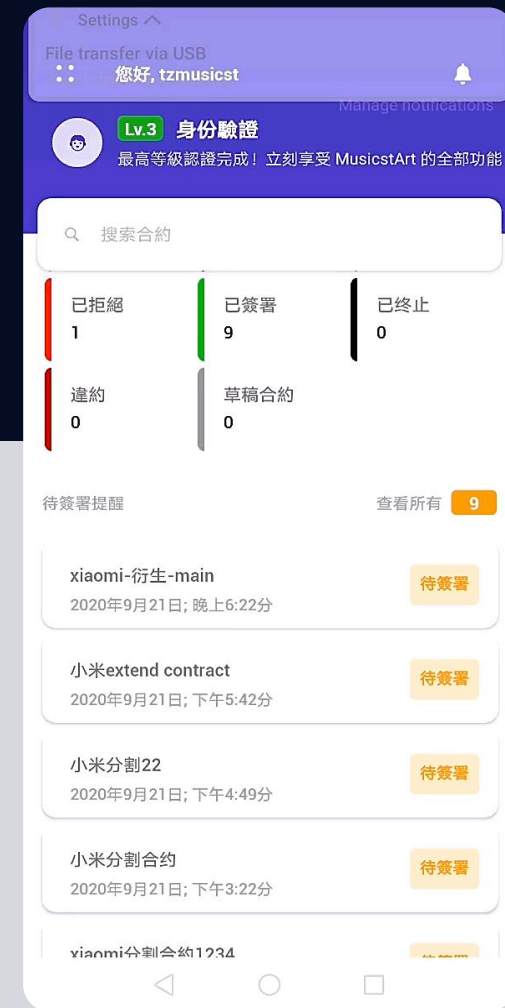 Settings
File transfer via USB
您好, tzmusicst
Manage notifications
Lv.3 身份驗證
最高等級認證完成！立刻享受 MusicstArt 的全部功能
搜索合約
已拒絕
1
已簽署
9
已終止
0
違約
0
草稿合約
0
待簽署提醒
查看所有 9
xiaomi-衍生-main
2020年9月21日; 晚上6:22分
待簽署
小米extend contract
2020年9月21日; 下午5:42分
待簽署
小米分割22
2020年9月21日; 下午4:49分
待簽署
小米分割合约
2020年9月21日; 下午3:22分
待簽署
xiaomi分割合約1234